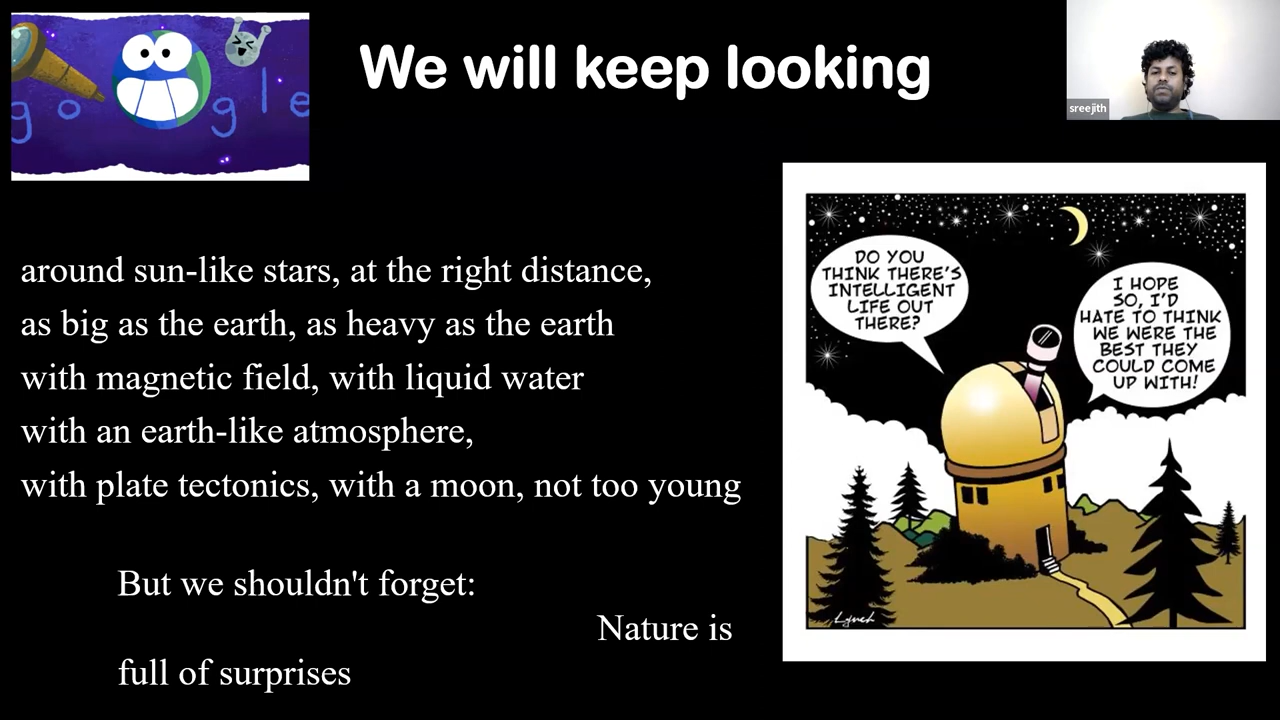 google
We will keep looking
sreejith
around sun-like stars, at the right distance,
as big as the earth, as heavy as the earth
with magnetic field, with liquid water
with an earth-like atmosphere,
with plate tectonics, with a moon, not too young
But we shouldn't forget:
Nature is
full of surprises
DO YOU
THINK THERE'S
INTELLIGENT
LIFE OUT
THERE?
I HOPE
SO, I'D
HATE TO THINK
WE WERE THE
BEST THEY
COULD COME
UP WITH!
Lynch